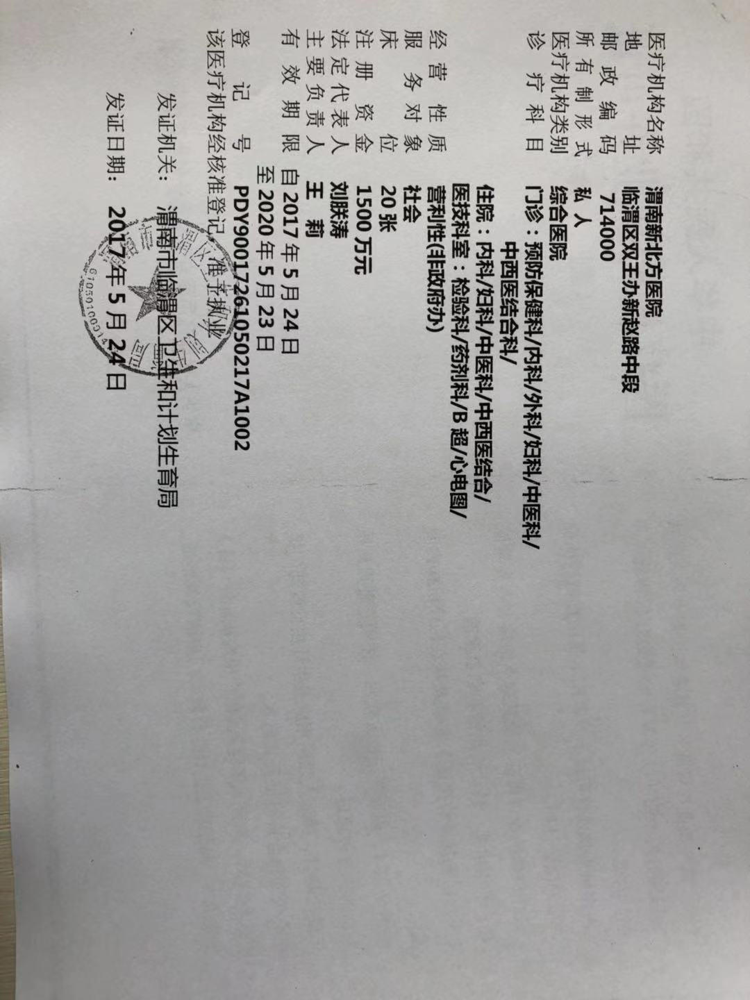 医疗机构名称 渭南新北方医院
地址 临渭区双王办新赵路中段
邮政编码 714000
所有制形式 私人
医疗机构类别 综合医院
诊疗科目 门诊：预防保健科/内科/外科/妇科/中医科/
中西医结合科/
住院：内科/妇科/中医科/中西医结合/
医技科室：检验科/药剂科/B超/心电图/
经营性质 营利性(非政府办)
服务对象 社会
床位 20张
注册资金 1500万元
法定代表人 刘朕涛
主要负责人 王莉
有效期限 自2017年5月24日
至2020年5月23日
登记号 PDY90017261050217A1002
该医疗机构经核准登记，准予执业
发证机关：渭南市临渭区卫生和计划生育局
发证日期：2017年5月24日